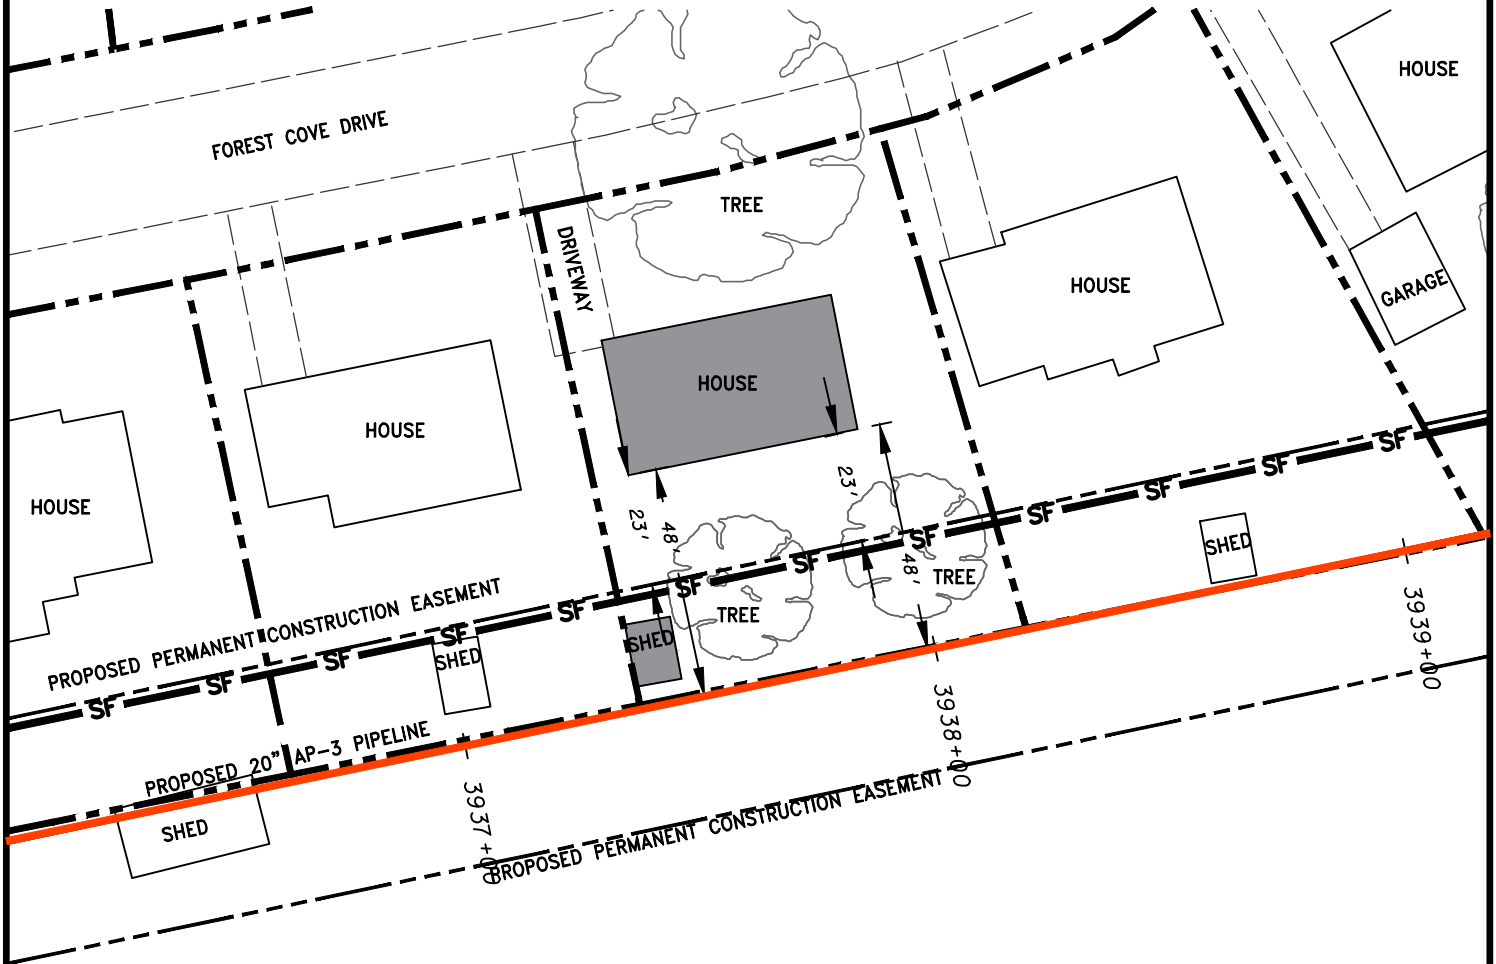 HOUSE
FOREST COVE DRIVE
TREE
DRIVEWAY
HOUSE
GARAGE
HOUSE
HOUSE
SF
SF
23'
SF
HOUSE
23'
48'
SF
SF
SHED
48'
TREE
SF
SF
TREE
SF
PROPOSED PERMANENT CONSTRUCTION EASEMENT
SHED
3939+00
SF
SHED
SF
SF
SF
3938+00
PROPOSED 20" AP-3 PIPELINE
SHED
3937+00
PROPOSED PERMANENT CONSTRUCTION EASEMENT